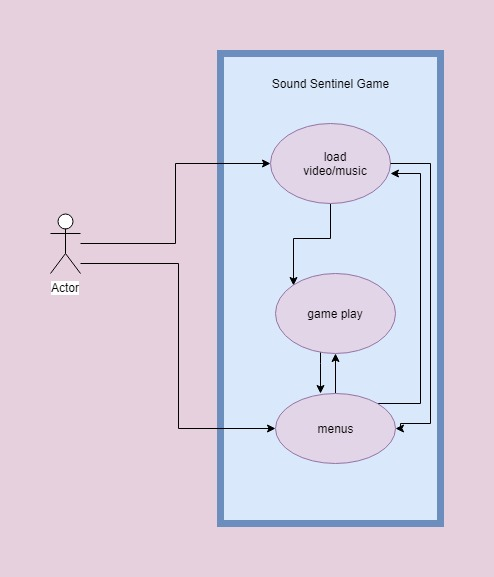 Sound Sentinel Game
load
video/music
Actor
game play
menus